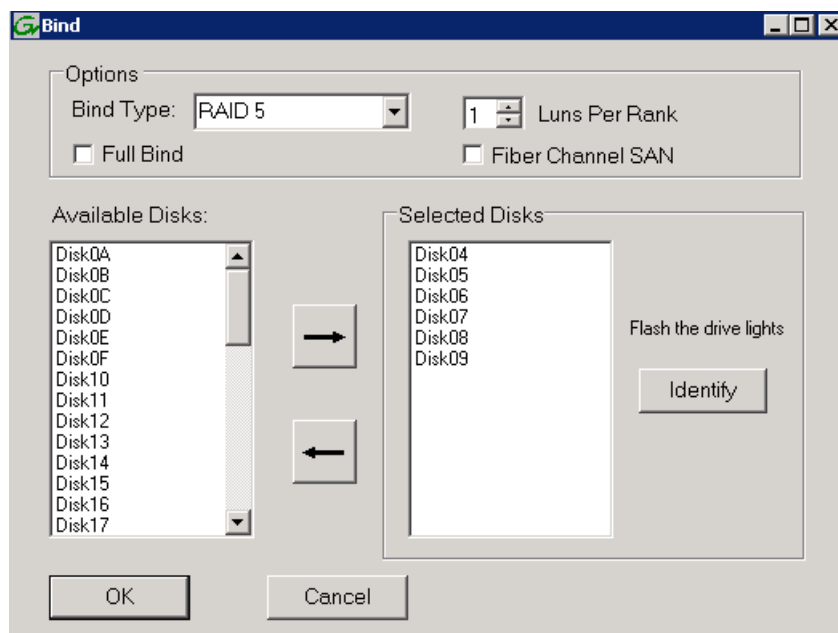 Bind
Options
Bind Type: RAID 5
1 Luns Per Rank
Full Bind
Fiber Channel SAN
Available Disks:
Disk0A
Disk0B
Disk0C
Disk0D
Disk0E
Disk0F
Disk10
Disk11
Disk12
Disk13
Disk14
Disk15
Disk16
Disk17
Selected Disks
Disk04
Disk05
Disk06
Disk07
Disk08
Disk09
Flash the drive lights
Identify
OK
Cancel